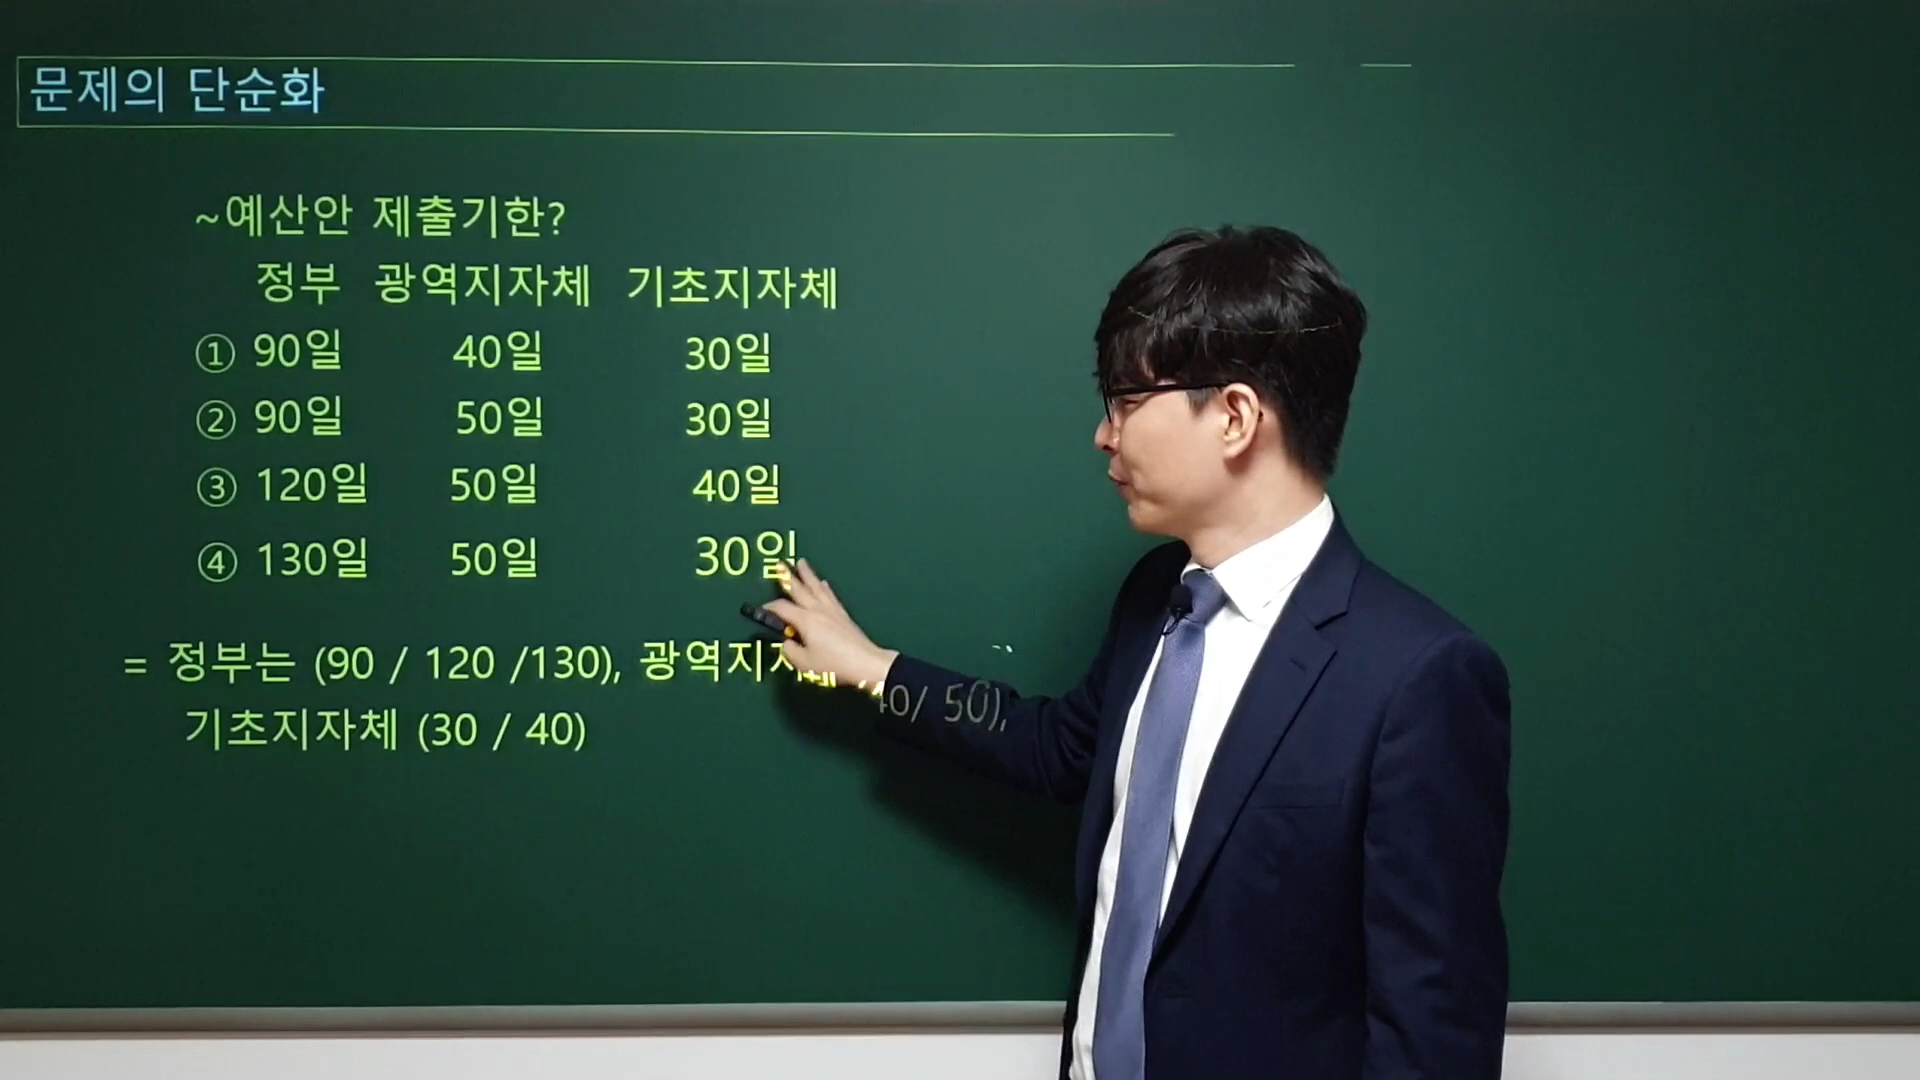 문제의 단순화
~예산안 제출기한?
정부 광역지자체 기초지자체
① 90일 40일 30일
② 90일 50일 30일
③ 120일 50일 40일
④ 130일 50일 30일
= 정부는 (90 / 120 /130), 광역지자체 (40/ 50),
기초지자체 (30 / 40)